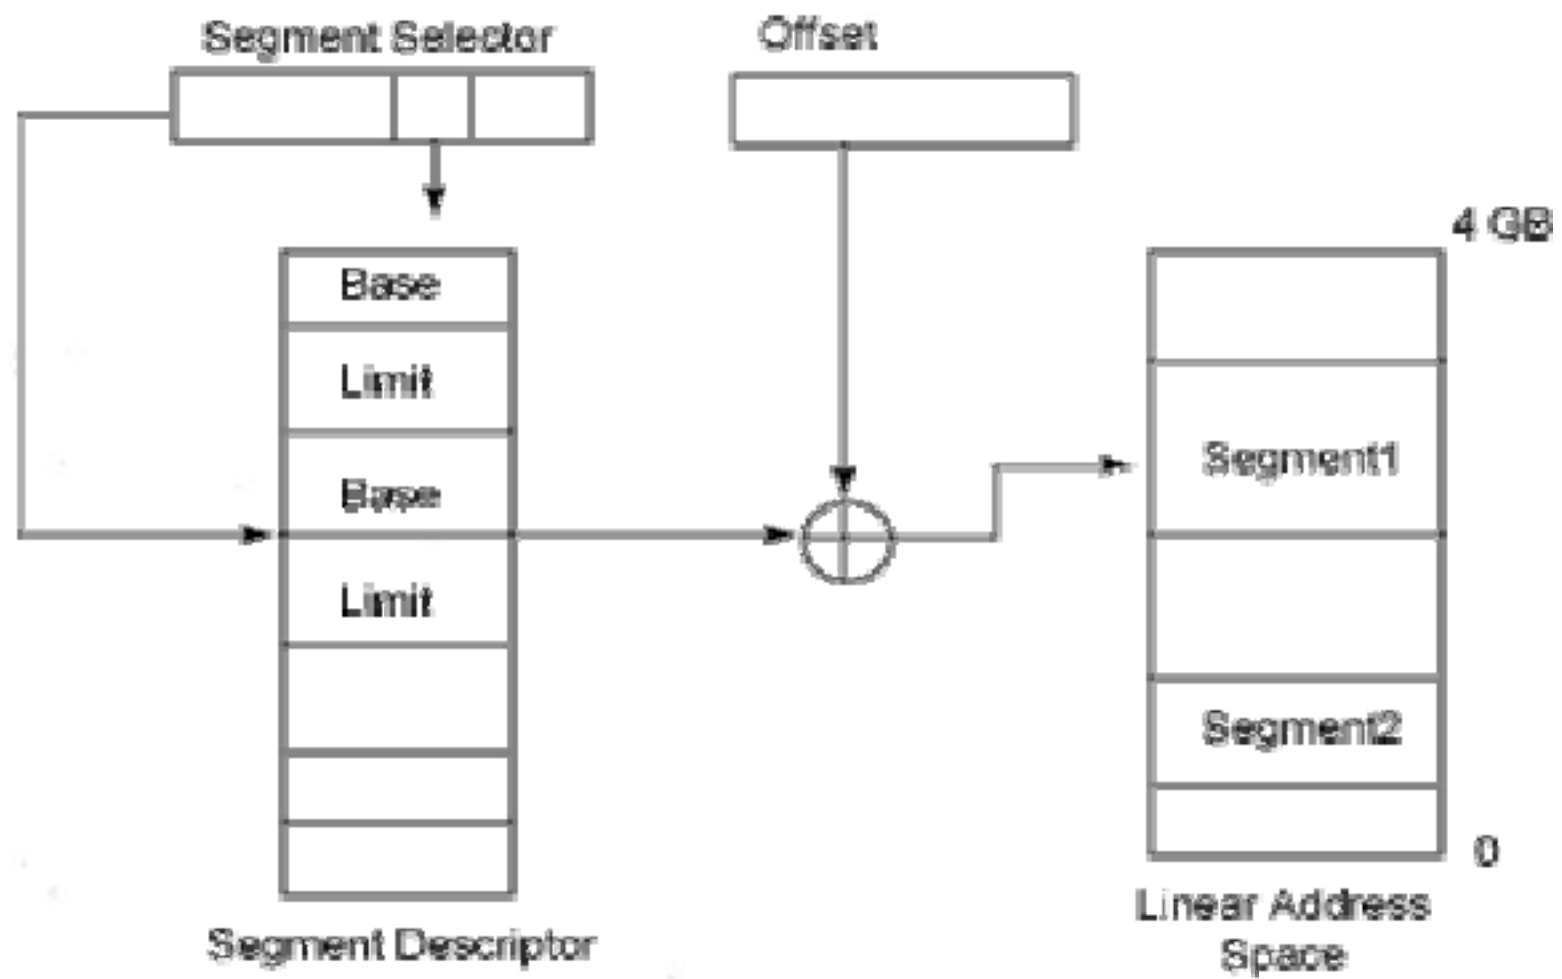 Segment Selector
Offset
4 GB
Base
Limit
Base
Limit
Segment1
Segment2
0
Segment Descriptor
Linear Address
Space